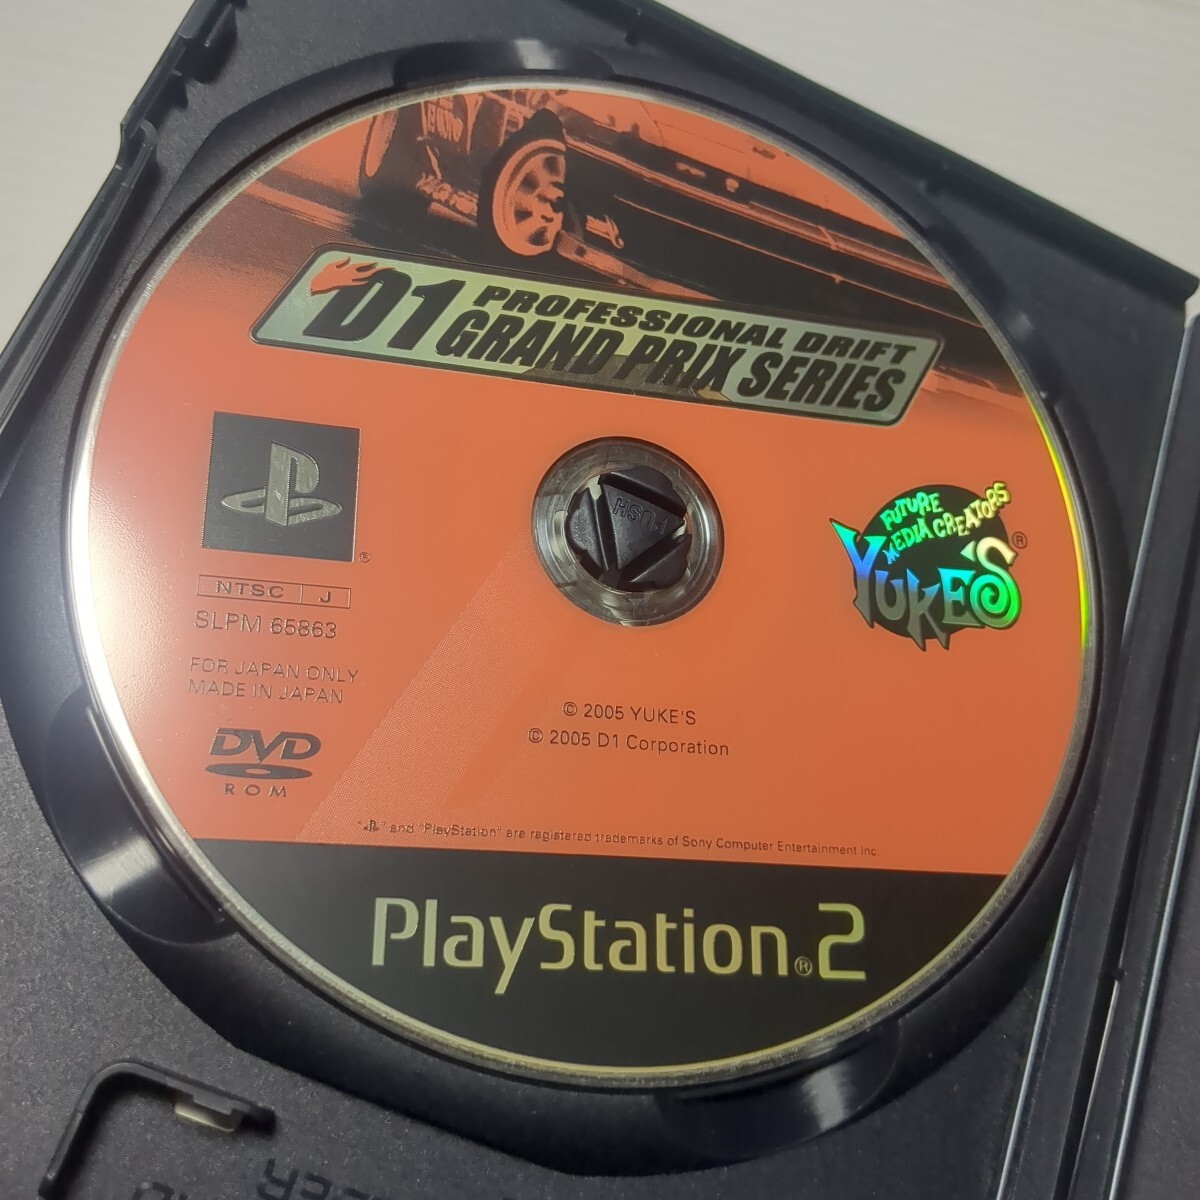 D1 PROFESSIONAL DRIFT
GRAND PRIX SERIES
PUSH
FUTURE
MEDIA CREATORS
YUKE'S®
®
NTSC J
SLPM 65863
FOR JAPAN ONLY
MADE IN JAPAN
DVD
ROM
© 2005 YUKE'S
© 2005 D1 Corporation
" " and "PlayStation" are registered trademarks of Sony Computer Entertainment Inc.
PlayStation®2